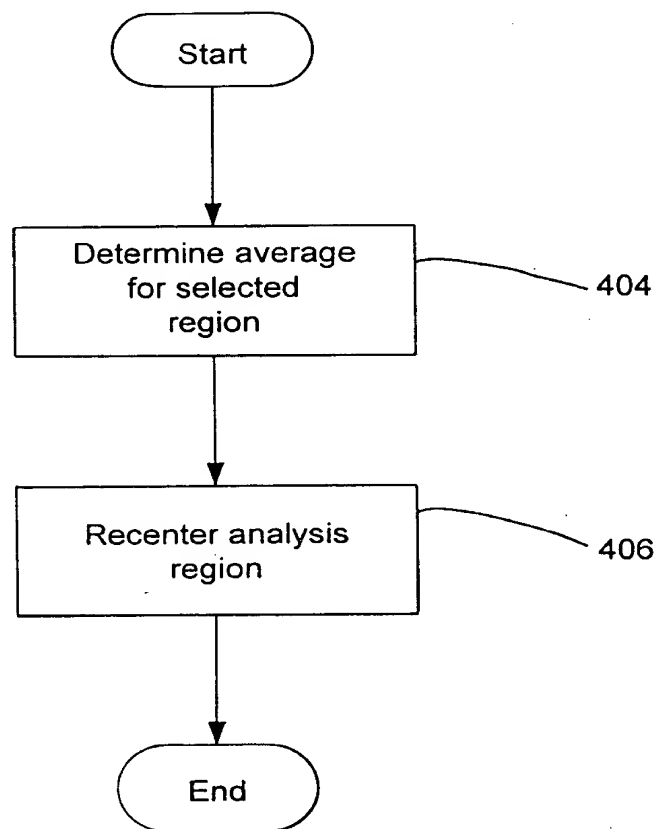 Start
Determine average
for selected
region
404
Recenter analysis
region
406
End